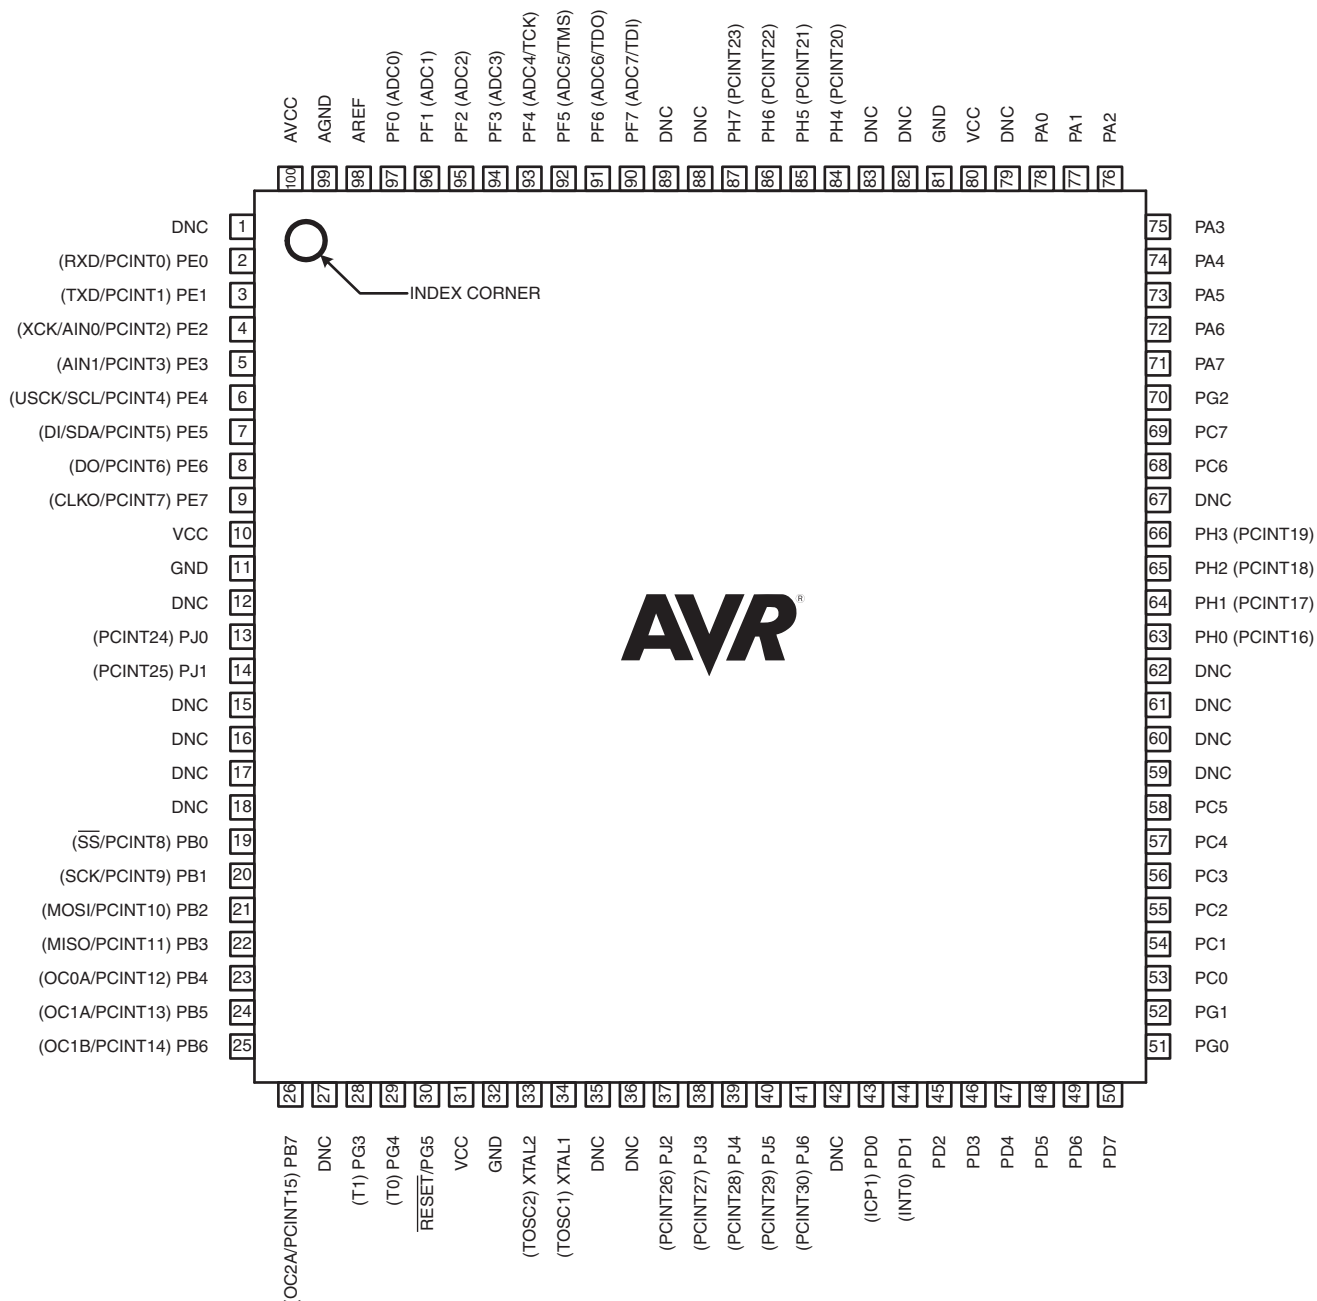 AVCC
AGND
AREF
PF0 (ADC0)
PF1 (ADC1)
PF2 (ADC2)
PF3 (ADC3)
PF4 (ADC4/TCK)
PF5 (ADC5/TMS)
PF6 (ADC6/TDO)
PF7 (ADC7/TDI)
DNC
DNC
PH7 (PCINT23)
PH6 (PCINT22)
PH5 (PCINT21)
PH4 (PCINT20)
DNC
DNC
GND
VCC
DNC
PA0
PA1
PA2
100
99
98
97
96
95
94
93
92
91
90
89
88
87
86
85
84
83
82
81
80
79
78
77
76
DNC 1
(RXD/PCINT0) PE0 2
(TXD/PCINT1) PE1 3
(XCK/AIN0/PCINT2) PE2 4
(AIN1/PCINT3) PE3 5
(USCK/SCL/PCINT4) PE4 6
(DI/SDA/PCINT5) PE5 7
(DO/PCINT6) PE6 8
(CLKO/PCINT7) PE7 9
VCC 10
GND 11
DNC 12
(PCINT24) PJ0 13
(PCINT25) PJ1 14
DNC 15
DNC 16
DNC 17
DNC 18
(SS/PCINT8) PB0 19
(SCK/PCINT9) PB1 20
(MOSI/PCINT10) PB2 21
(MISO/PCINT11) PB3 22
(OC0A/PCINT12) PB4 23
(OC1A/PCINT13) PB5 24
(OC1B/PCINT14) PB6 25
INDEX CORNER
AVR®
75 PA3
74 PA4
73 PA5
72 PA6
71 PA7
70 PG2
69 PC7
68 PC6
67 DNC
66 PH3 (PCINT19)
65 PH2 (PCINT18)
64 PH1 (PCINT17)
63 PH0 (PCINT16)
62 DNC
61 DNC
60 DNC
59 DNC
58 PC5
57 PC4
56 PC3
55 PC2
54 PC1
53 PC0
52 PG1
51 PG0
26
27
28
29
30
31
32
33
34
35
36
37
38
39
40
41
42
43
44
45
46
47
48
49
50
(OC2A/PCINT15) PB7
DNC
(T1) PG3
(T0) PG4
RESET/PG5
VCC
GND
(TOSC2) XTAL2
(TOSC1) XTAL1
DNC
DNC
(PCINT26) PJ2
(PCINT27) PJ3
(PCINT28) PJ4
(PCINT29) PJ5
(PCINT30) PJ6
DNC
(ICP1) PD0
(INT0) PD1
PD2
PD3
PD4
PD5
PD6
PD7